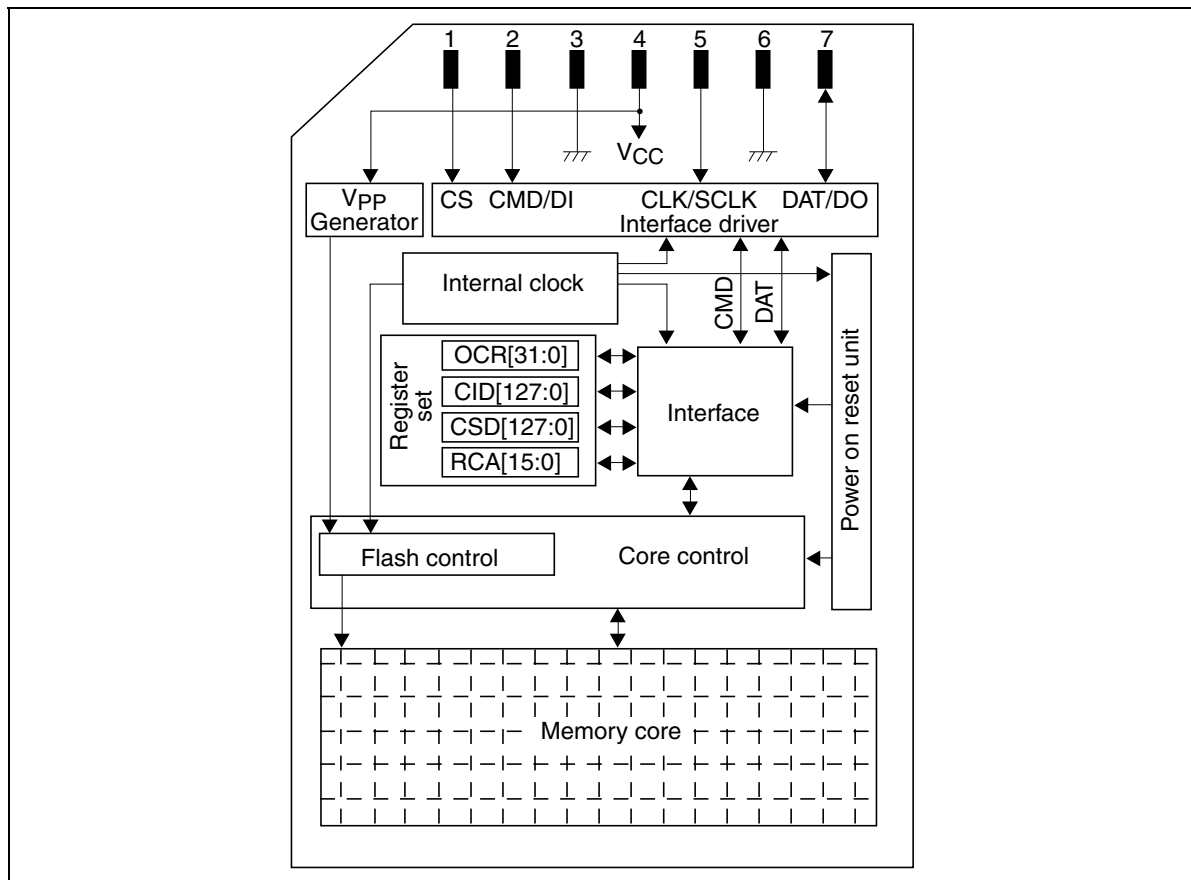 1 2 3 4 5 6 7
VCC
VPP
Generator
CS CMD/DI CLK/SCLK DAT/DO
Interface driver
Internal clock
CMD
DAT
Register
set
OCR[31:0]
CID[127:0]
CSD[127:0]
RCA[15:0]
Interface
Power on reset unit
Flash control
Core control
Memory core